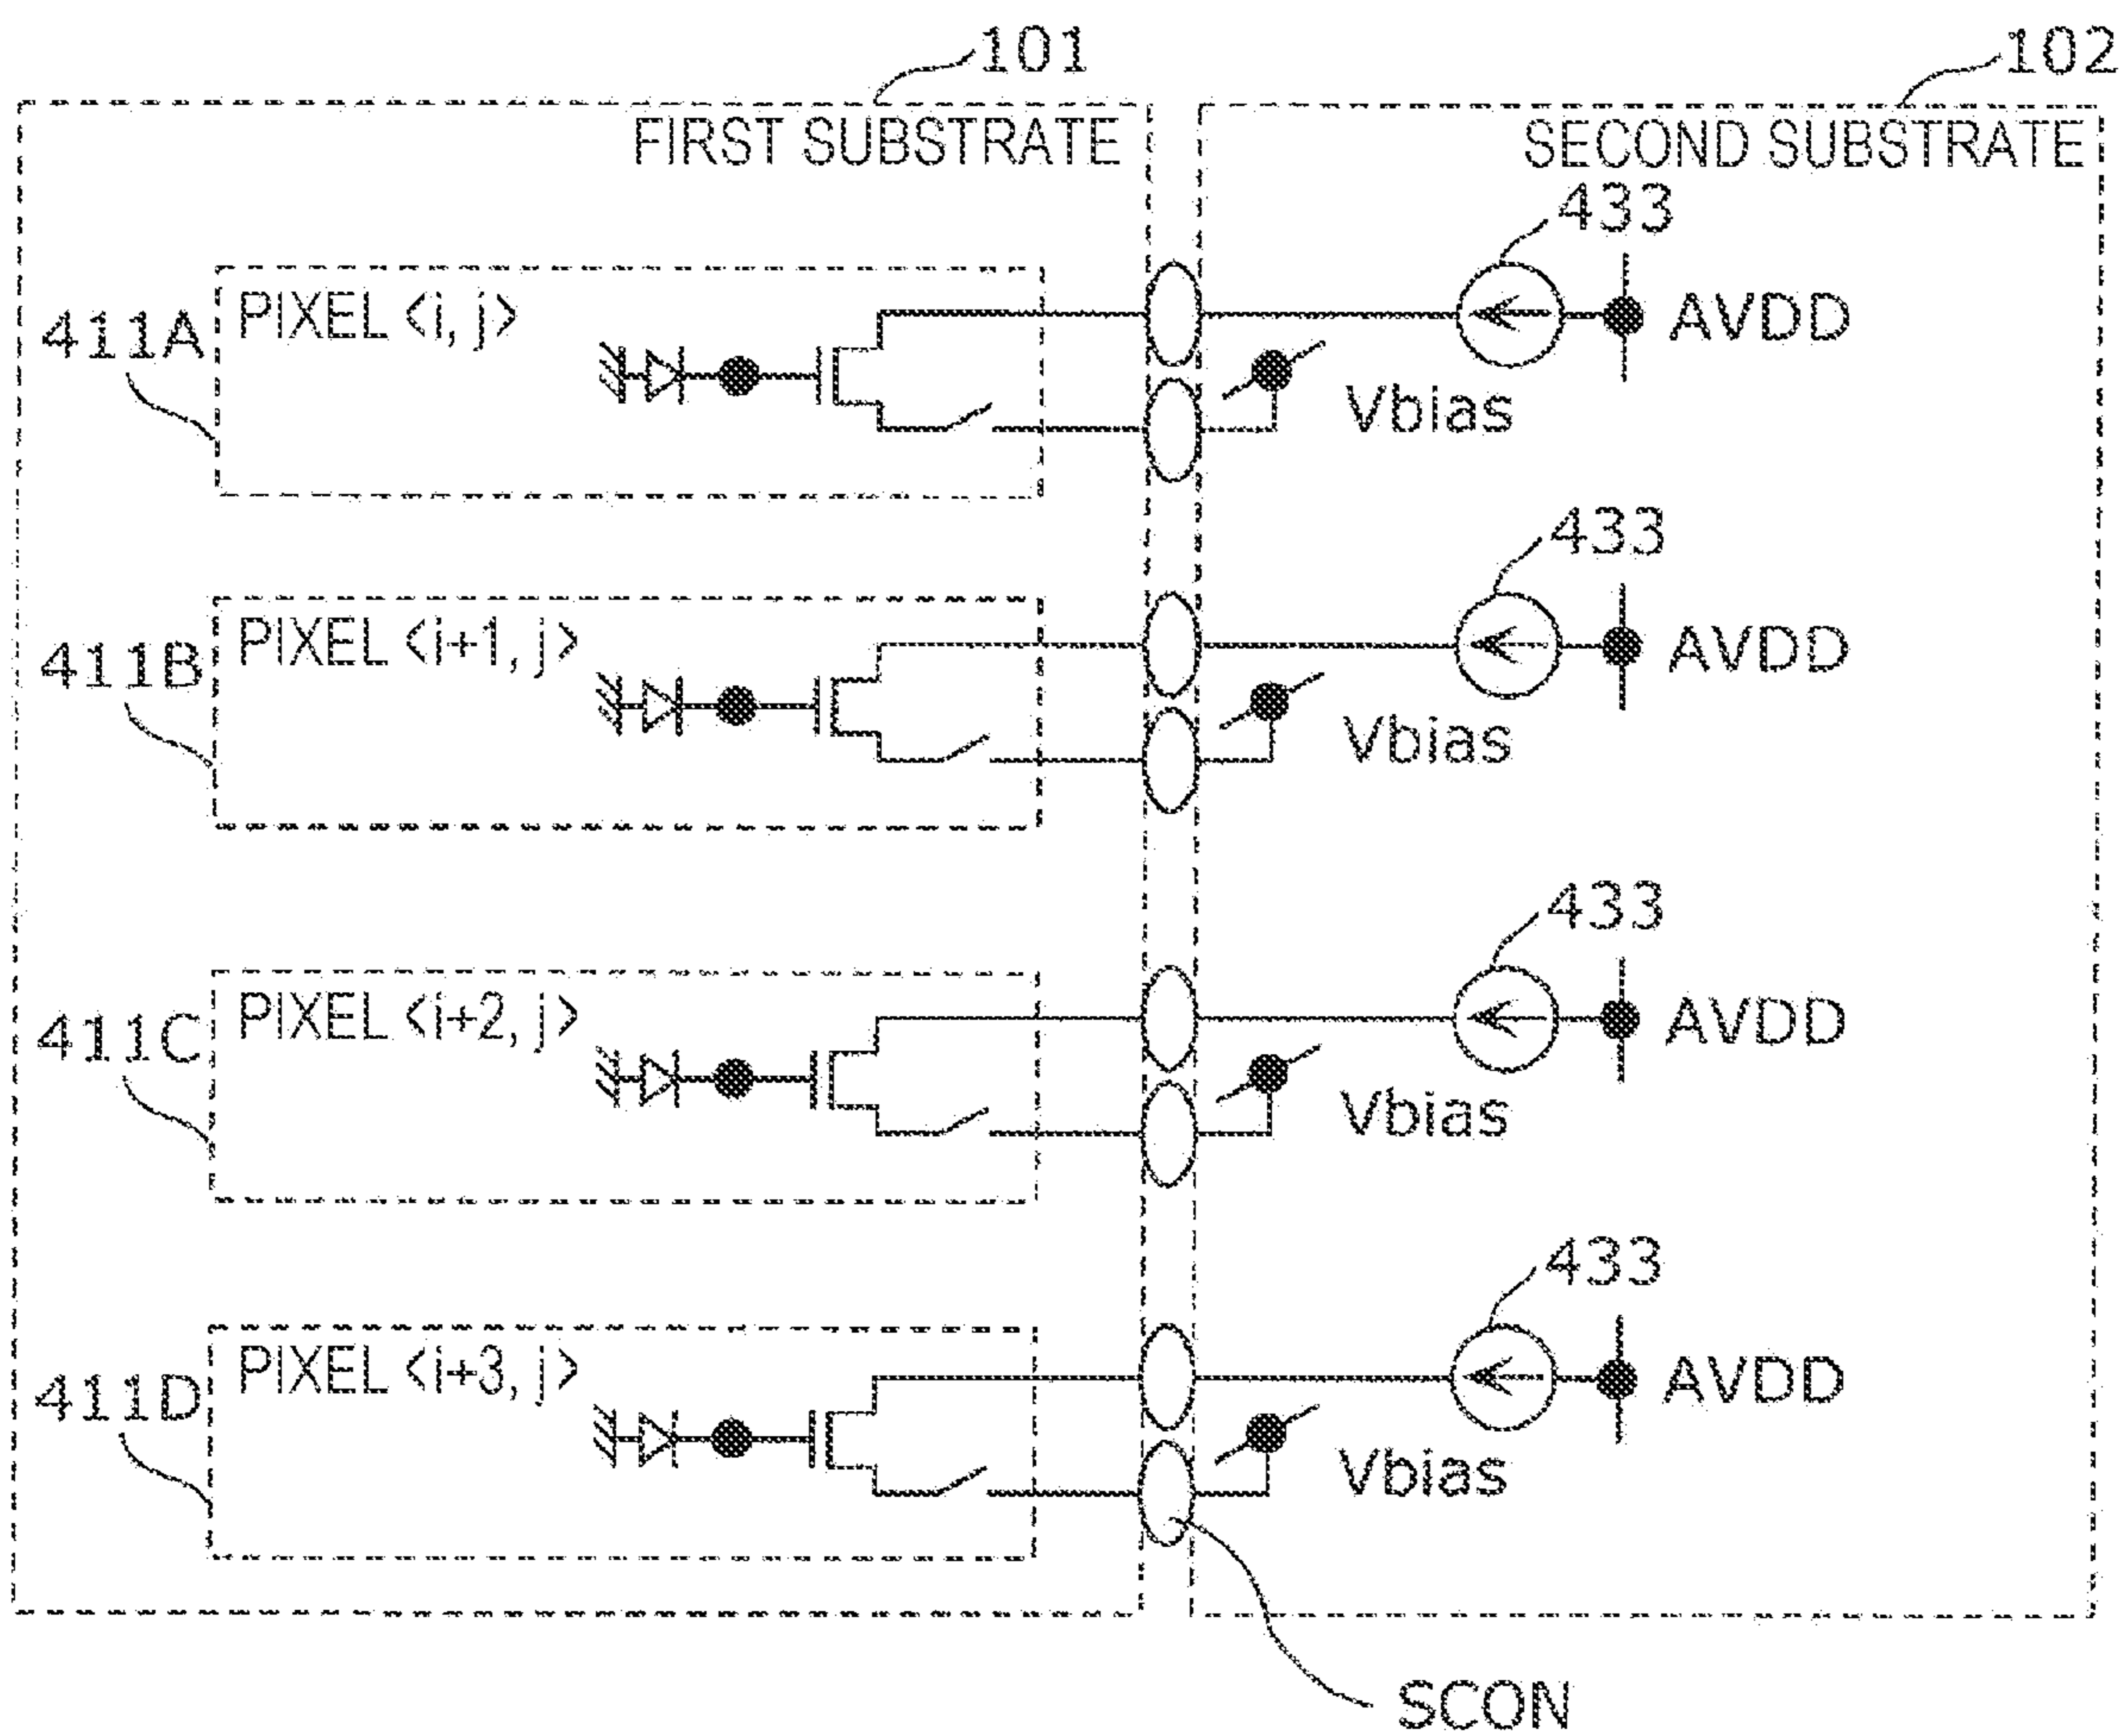 101
102
FIRST SUBSTRATE
SECOND SUBSTRATE
433
411A
PIXEL <i, j>
AVDD
Vbias
433
411B
PIXEL <i+1, j>
AVDD
Vbias
433
411C
PIXEL <i+2, j>
AVDD
Vbias
433
411D
PIXEL <i+3, j>
AVDD
Vbias
SCON